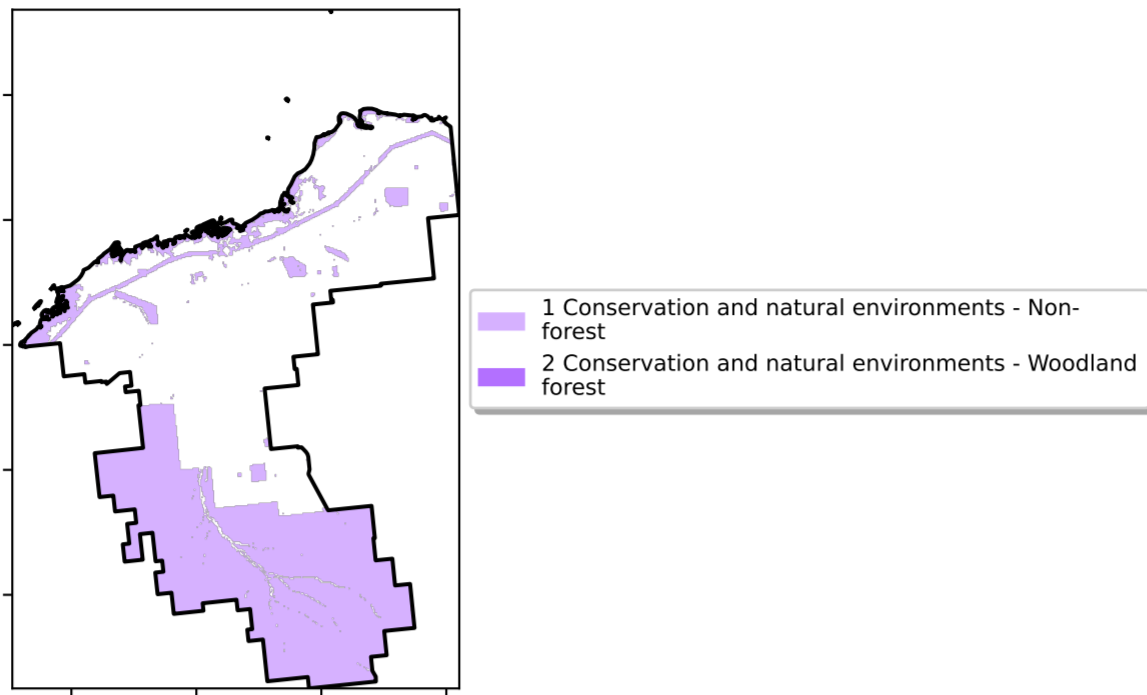 1 Conservation and natural environments - Non-
forest
2 Conservation and natural environments - Woodland
forest